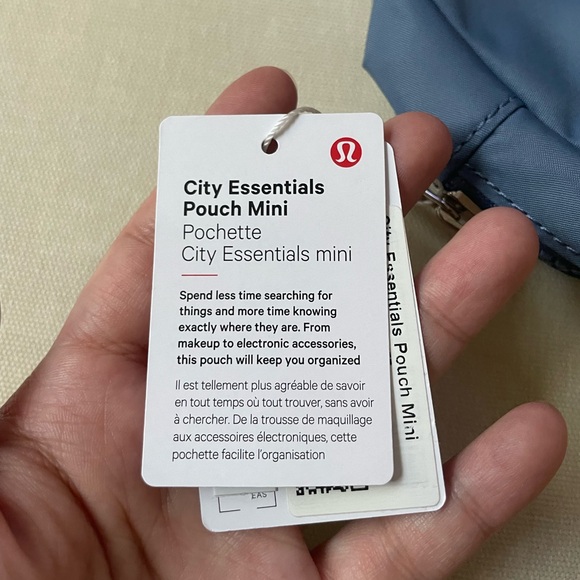 City Essentials
Pouch Mini
Pochette
City Essentials mini
Spend less time searching for
things and more time knowing
exactly where they are. From
makeup to electronic accessories,
this pouch will keep you organized
Il est tellement plus agréable de savoir
en tout temps où tout trouver, sans avoir
à chercher. De la trousse de maquillage
aux accessoires électroniques, cette
pochette facilite l'organisation
City Essentials Pouch Mini
EAS